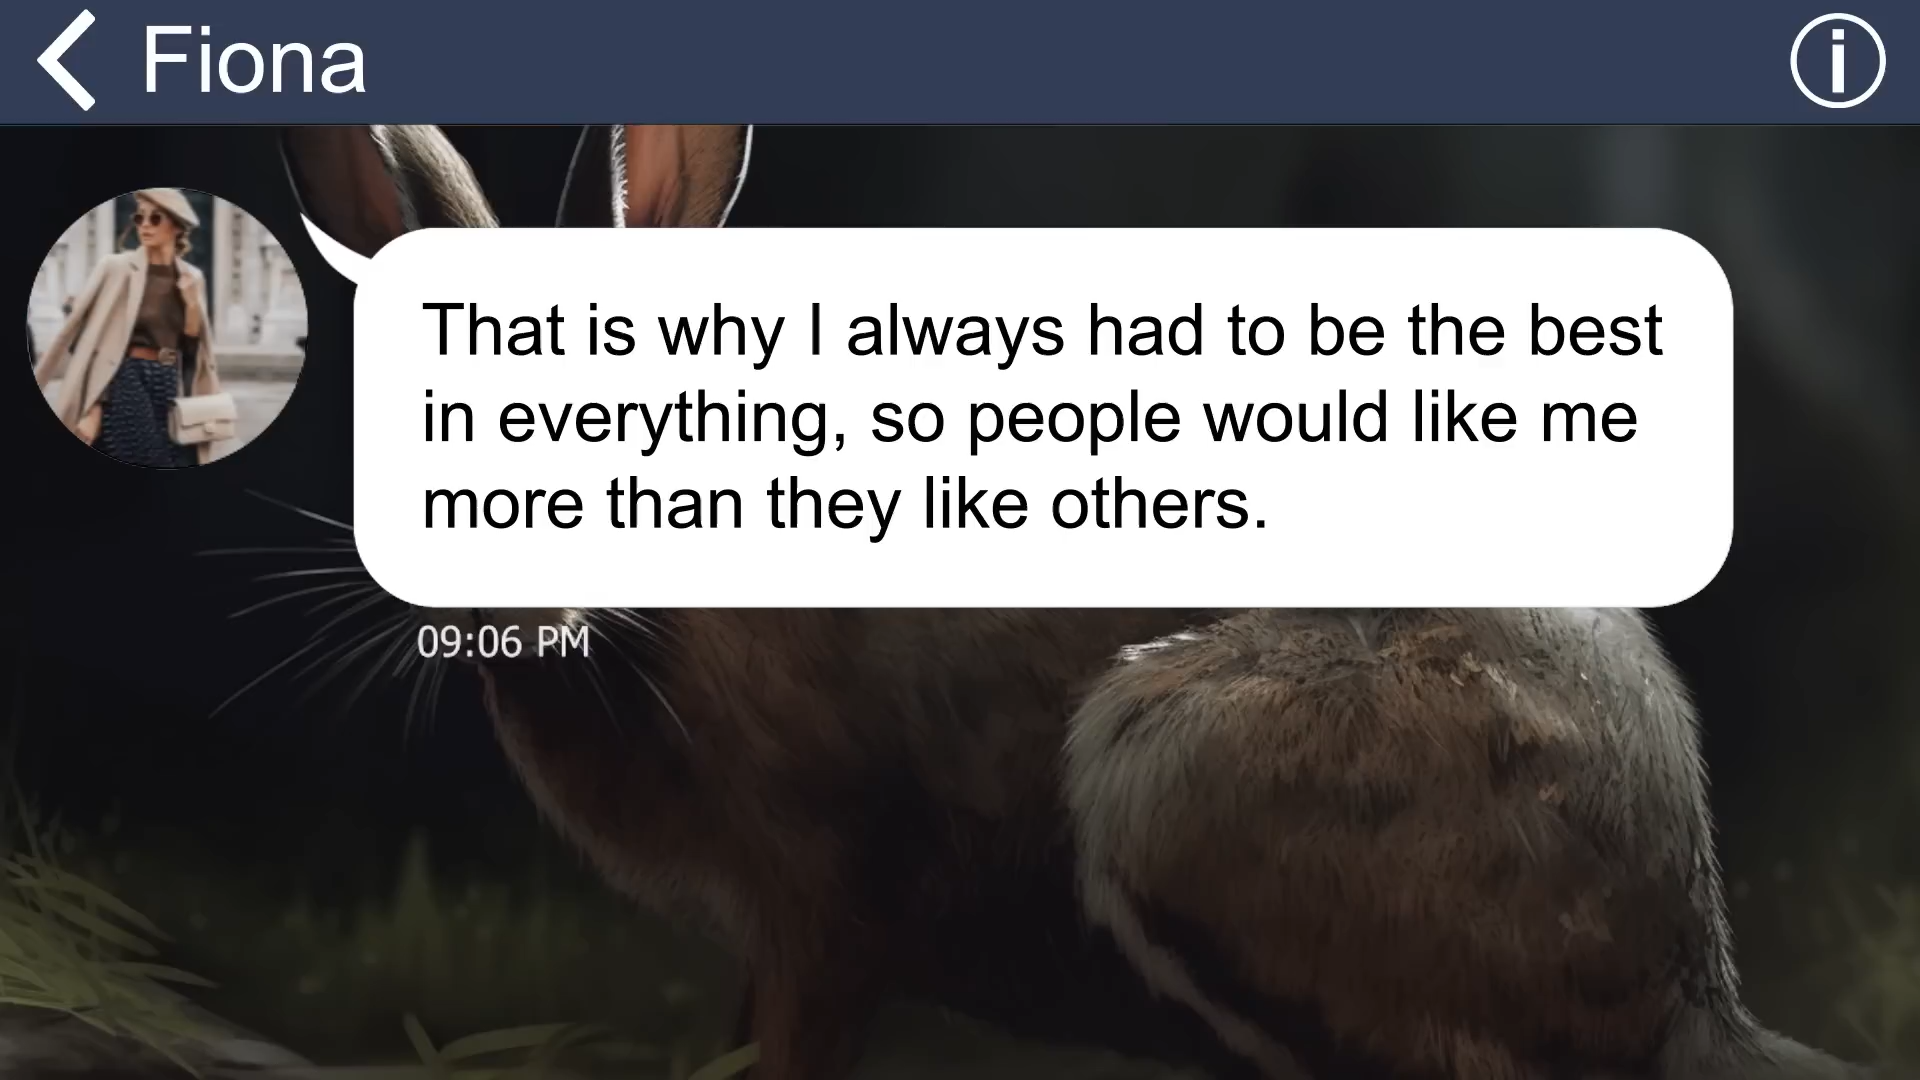 Fiona
That is why I always had to be the best
in everything, so people would like me
more than they like others.
09:06 PM